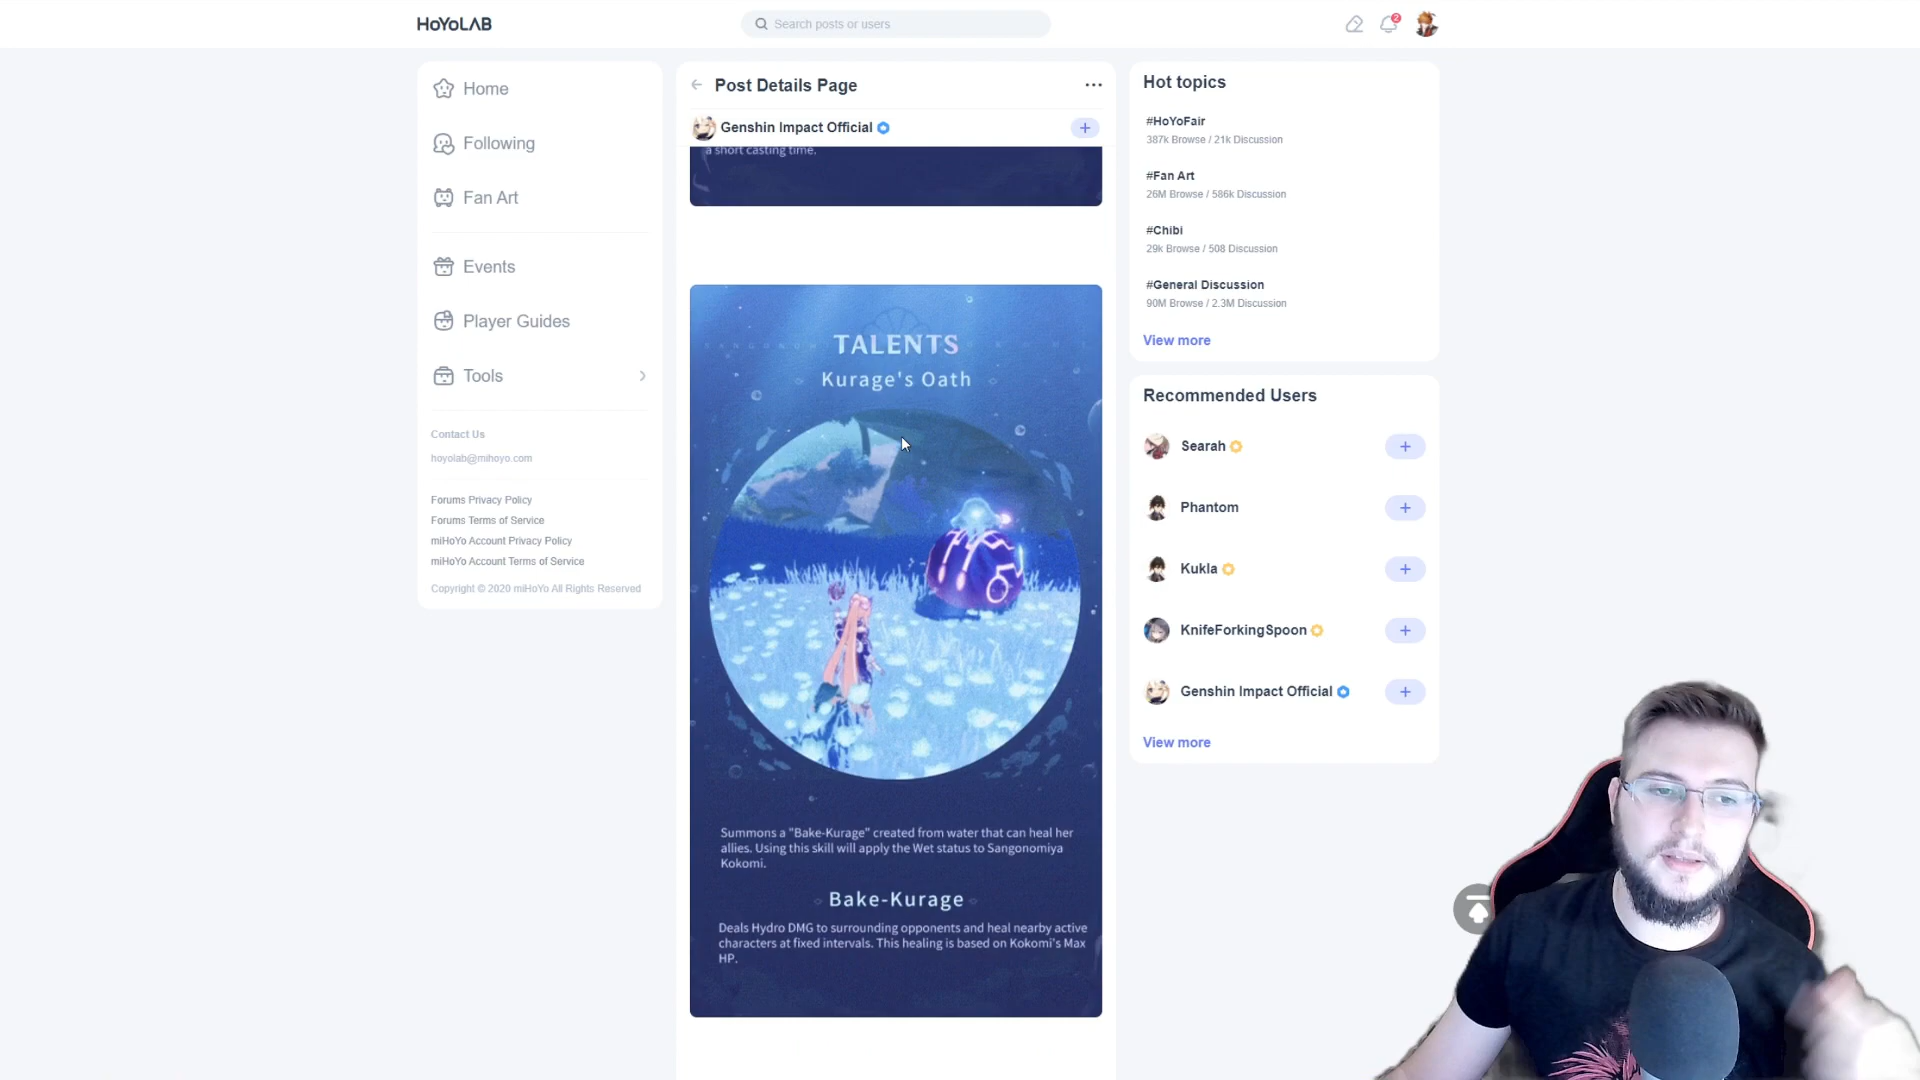 HoYoLAB
Search posts or users
2
Home
Following
Fan Art
Events
Player Guides
Tools
Contact Us
hoyolab@mihoyo.com
Forums Privacy Policy
Forums Terms of Service
miHoYo Account Privacy Policy
miHoYo Account Terms of Service
Copyright © 2020 miHoYo All Rights Reserved
Post Details Page
Genshin Impact Official
a short casting time.
TALENTS
Kurage's Oath
Summons a "Bake-Kurage" created from water that can heal her
allies. Using this skill will apply the Wet status to Sangonomiya
Kokomi.
Bake-Kurage
Deals Hydro DMG to surrounding opponents and heal nearby active
characters at fixed intervals. This healing is based on Kokomi's Max
HP.
Hot topics
#HoYoFair
387k Browse / 21k Discussion
#Fan Art
26M Browse / 586k Discussion
#Chibi
29k Browse / 508 Discussion
#General Discussion
90M Browse / 2.3M Discussion
View more
Recommended Users
Searah
Phantom
Kukla
KnifeForkingSpoon
Genshin Impact Official
View more